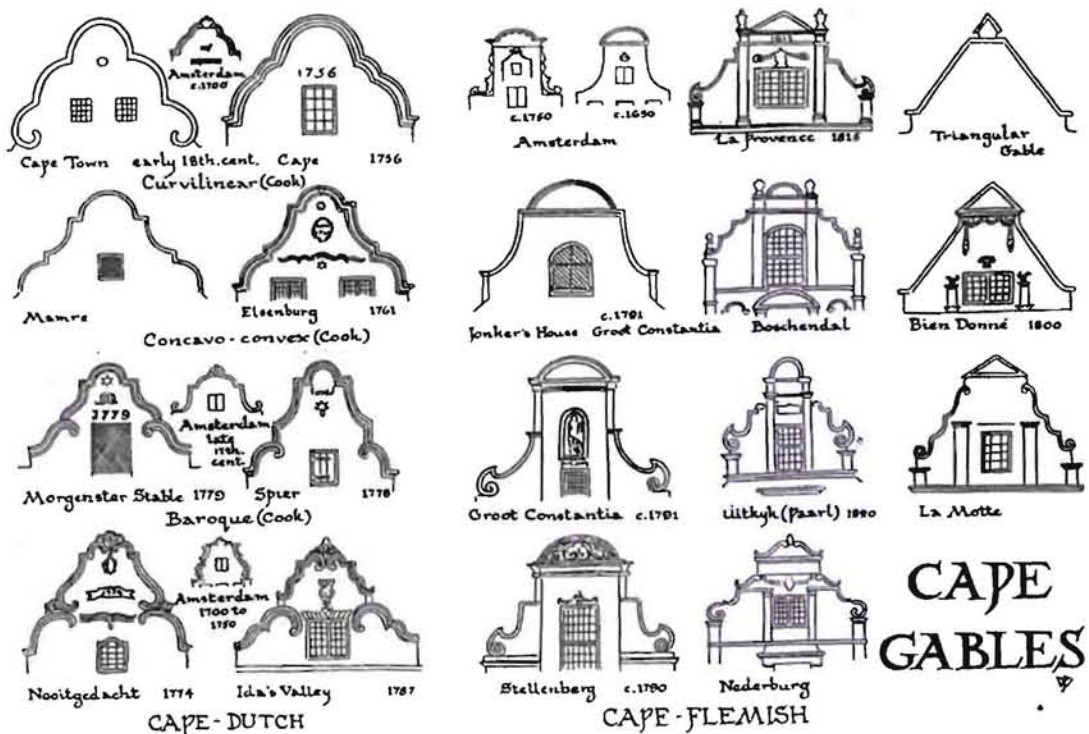 Cape Town early 18th. cent.
Amsterdam
c.1700
1756
Cape 1756
Curvilinear (Cook)
Mamre
Elsenburg 1761
Concavo-convex (Cook)
1779
Morgenster Stable 1779
Amsterdam
late
17th.
cent.
Spier 1778
Baroque (Cook)
Nooitgedacht 1774
Amsterdam
1700 to
1750
Ida's Valley 1787
CAPE-DUTCH
c.1760
c.1690
Amsterdam
La Provence 1815
Triangular
Gable
c.1791
Jonker's House Groot Constantia
Boschendal
Bien Donné 1800
Groot Constantia c.1791
Uitkyk (Paarl)
La Motte
Stellenberg c.1790
Nederburg
CAPE-FLEMISH
CAPE
GABLES